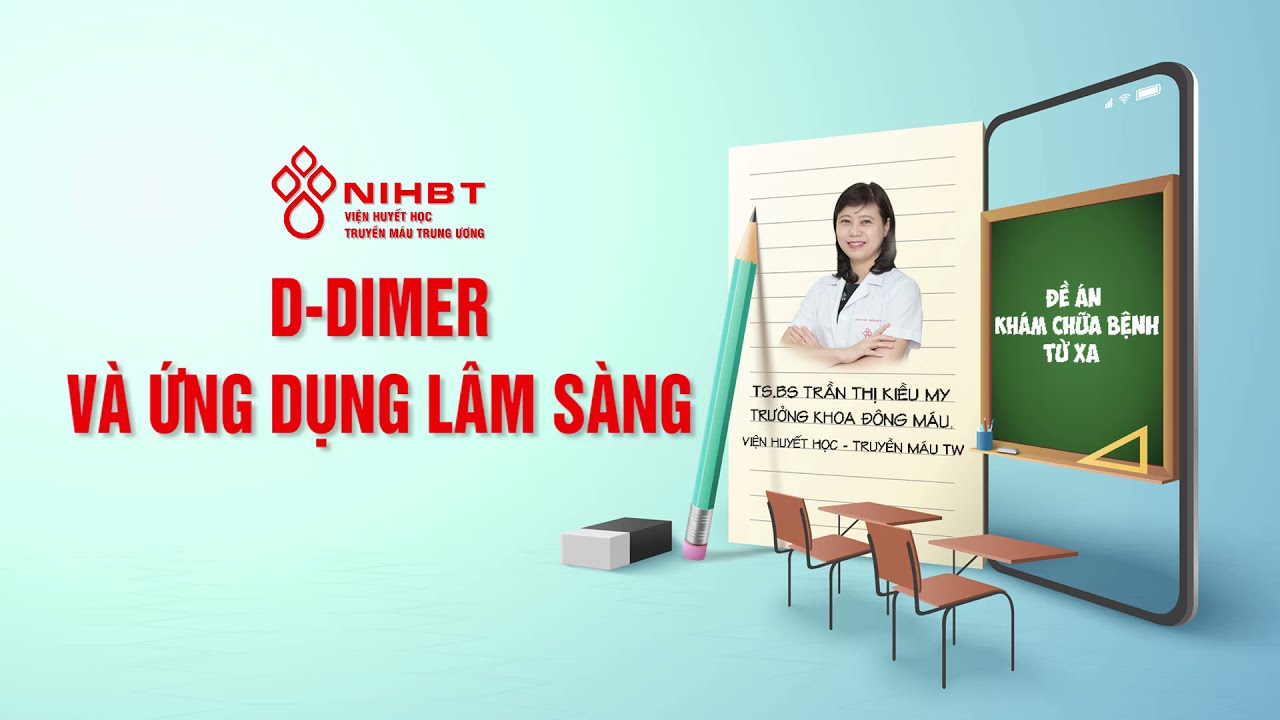 NIHBT
VIỆN HUYẾT HỌC
TRUYỀN MÁU TRUNG ƯƠNG
D-DIMER
VÀ ỨNG DỤNG LÂM SÀNG
TS.BS TRẦN THỊ KIỀU MY
TRƯỞNG KHOA ĐÔNG MÁU,
VIỆN HUYẾT HỌC - TRUYỀN MÁU TW
ĐỀ ÁN
KHÁM CHỮA BỆNH
TỪ XA